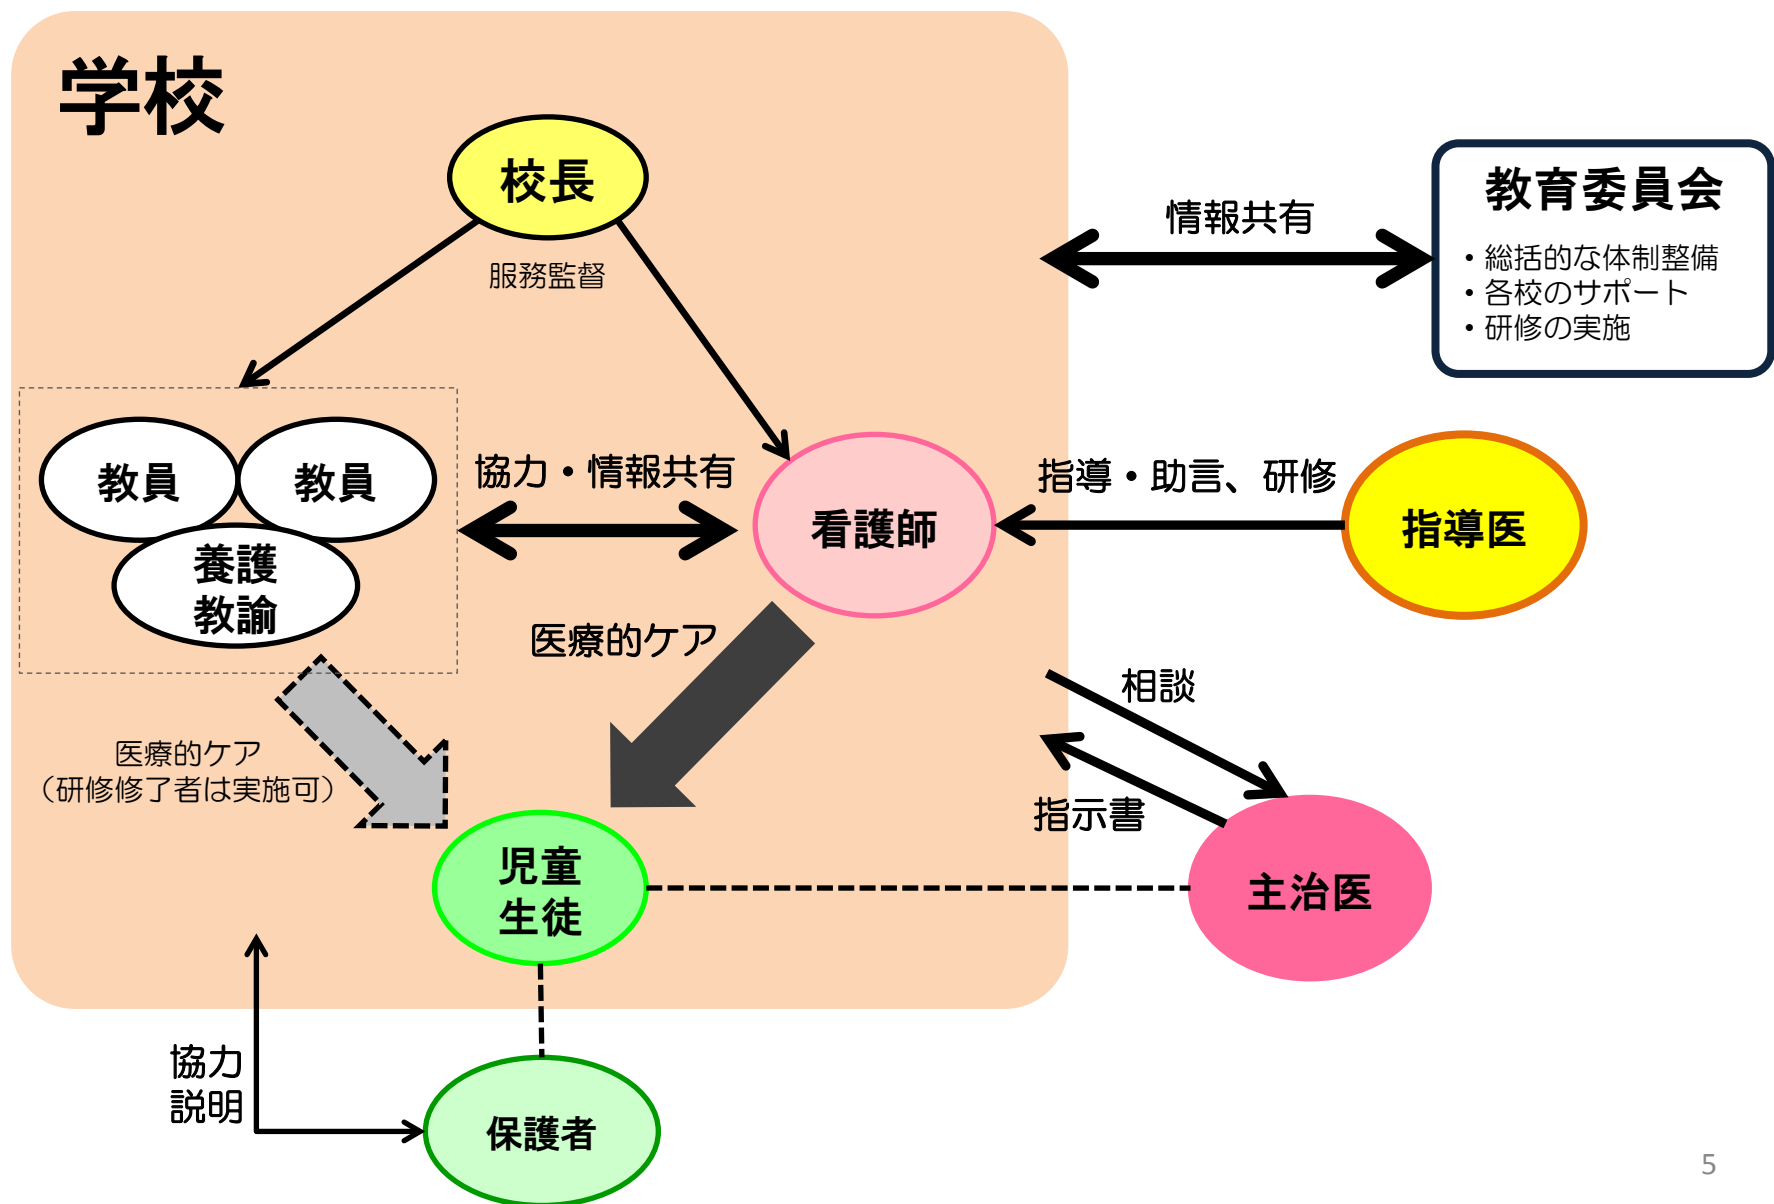 学校
校長
服務監督
情報共有
教育委員会
・総括的な体制整備
・各校のサポート
・研修の実施
教員
教員
養護
教諭
協力・情報共有
看護師
指導・助言、研修
指導医
医療的ケア
医療的ケア
（研修修了者は実施可）
相談
指示書
児童
生徒
主治医
協力
説明
保護者
5